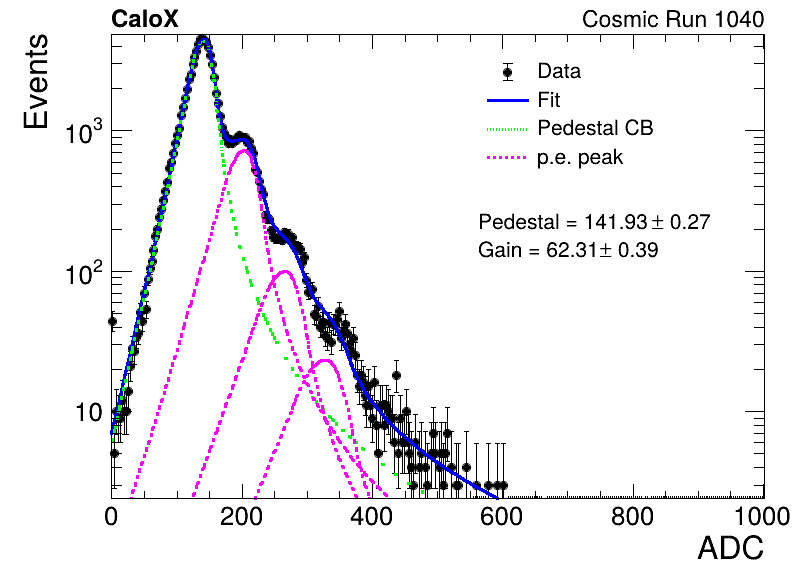 CaloX Cosmic Run 1040
Events
Data
Fit
Pedestal CB
p.e. peak
Pedestal = 141.93± 0.27
Gain = 62.31± 0.39
10³
10²
10
0 200 400 600 800 1000
ADC